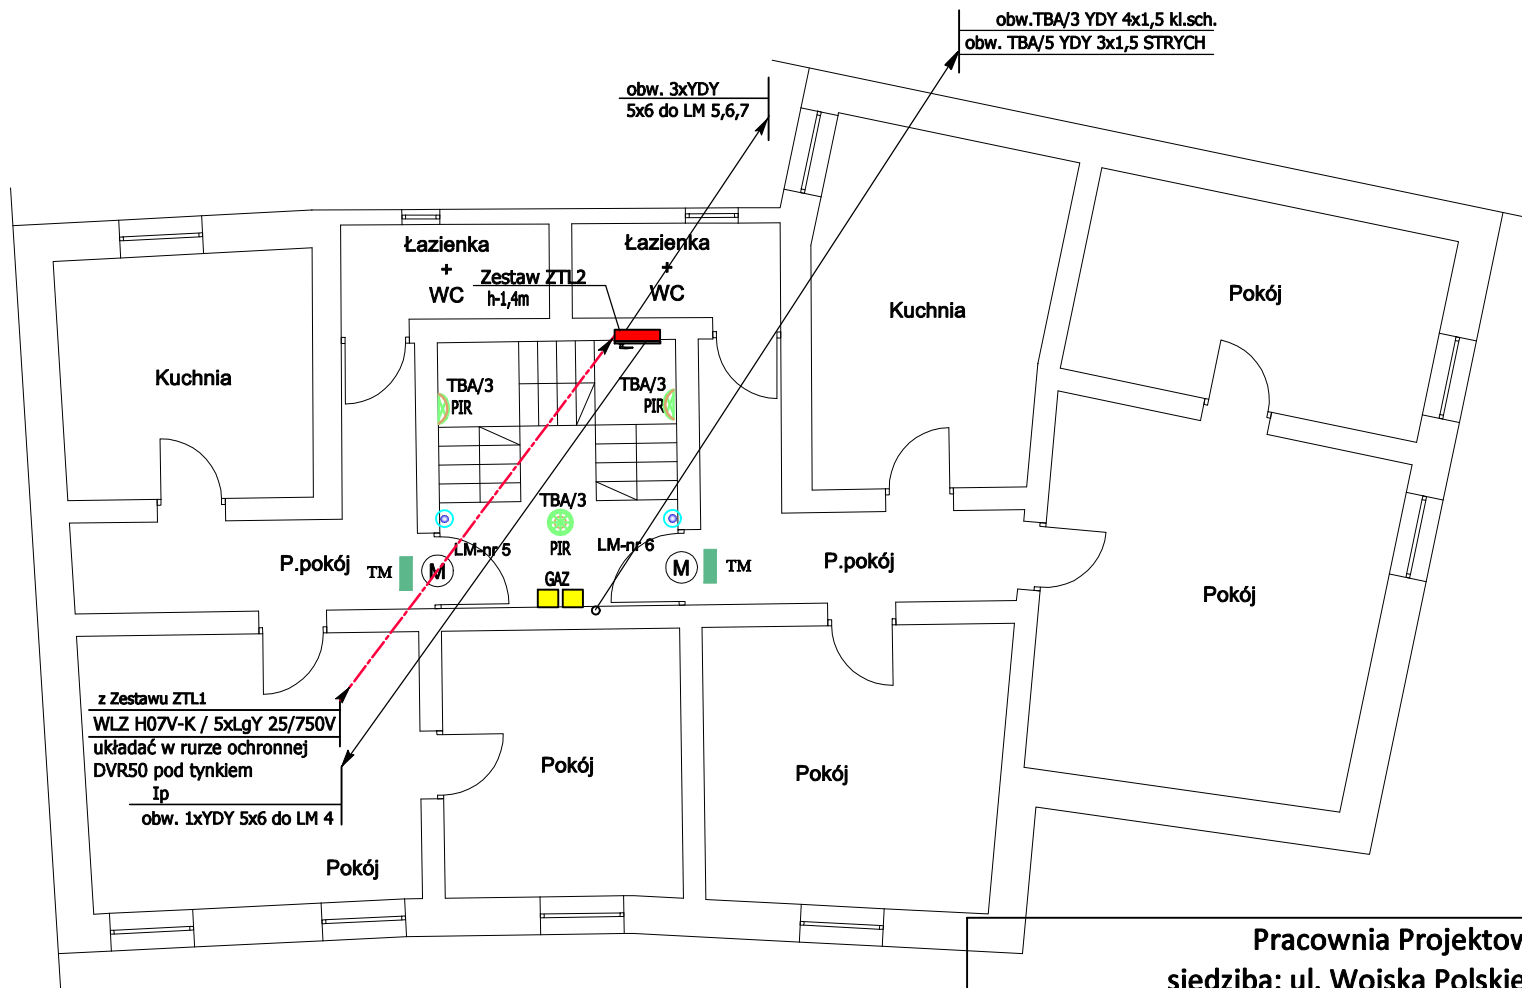 obw.TBA/3 YDY 4x1,5 kl.sch.
obw. TBA/5 YDY 3x1,5 STRYCH
obw. 3xYDY
5x6 do LM 5,6,7
Łazienka
+
WC
Łazienka
+
WC
Zestaw ZTL2
h-1,4m
Kuchnia
Pokój
Kuchnia
TBA/3
PIR
TBA/3
PIR
TBA/3
PIR
LM-nr 5
LM-nr 6
GAZ
P.pokój
TM
M
M
TM
P.pokój
Pokój
z Zestawu ZTL1
WLZ H07V-K / 5xLgY 25/750V
układać w rurze ochronnej
DVR50 pod tynkiem
Ip
obw. 1xYDY 5x6 do LM 4
Pokój
Pokój
Pokój
Pracownia Projektow
siedziba: ul. Wojska Polskie